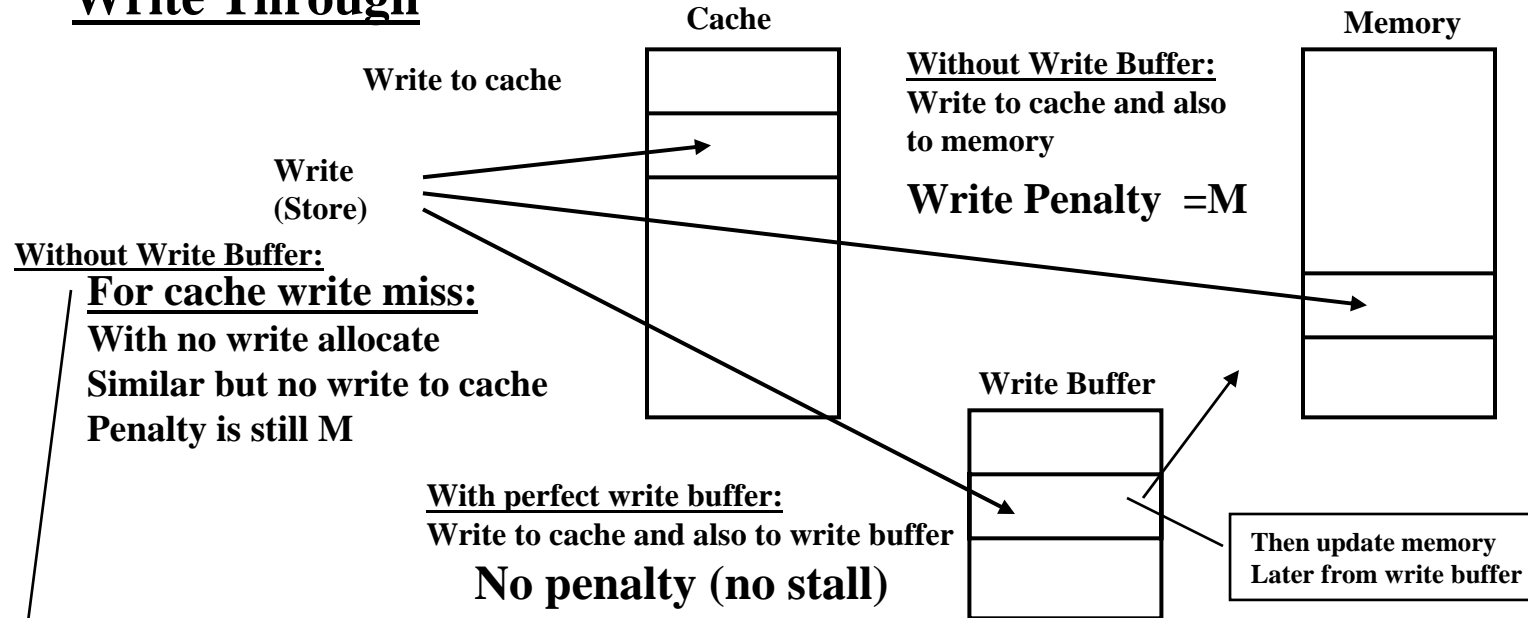 Write Through
Cache
Memory
Write to cache
Without Write Buffer:
Write to cache and also
to memory
Write
(Store)
Write Penalty =M
Without Write Buffer:
For cache write miss:
With no write allocate
Similar but no write to cache
Penalty is still M
Write Buffer
With perfect write buffer:
Write to cache and also to write buffer
No penalty (no stall)
Then update memory
Later from write buffer